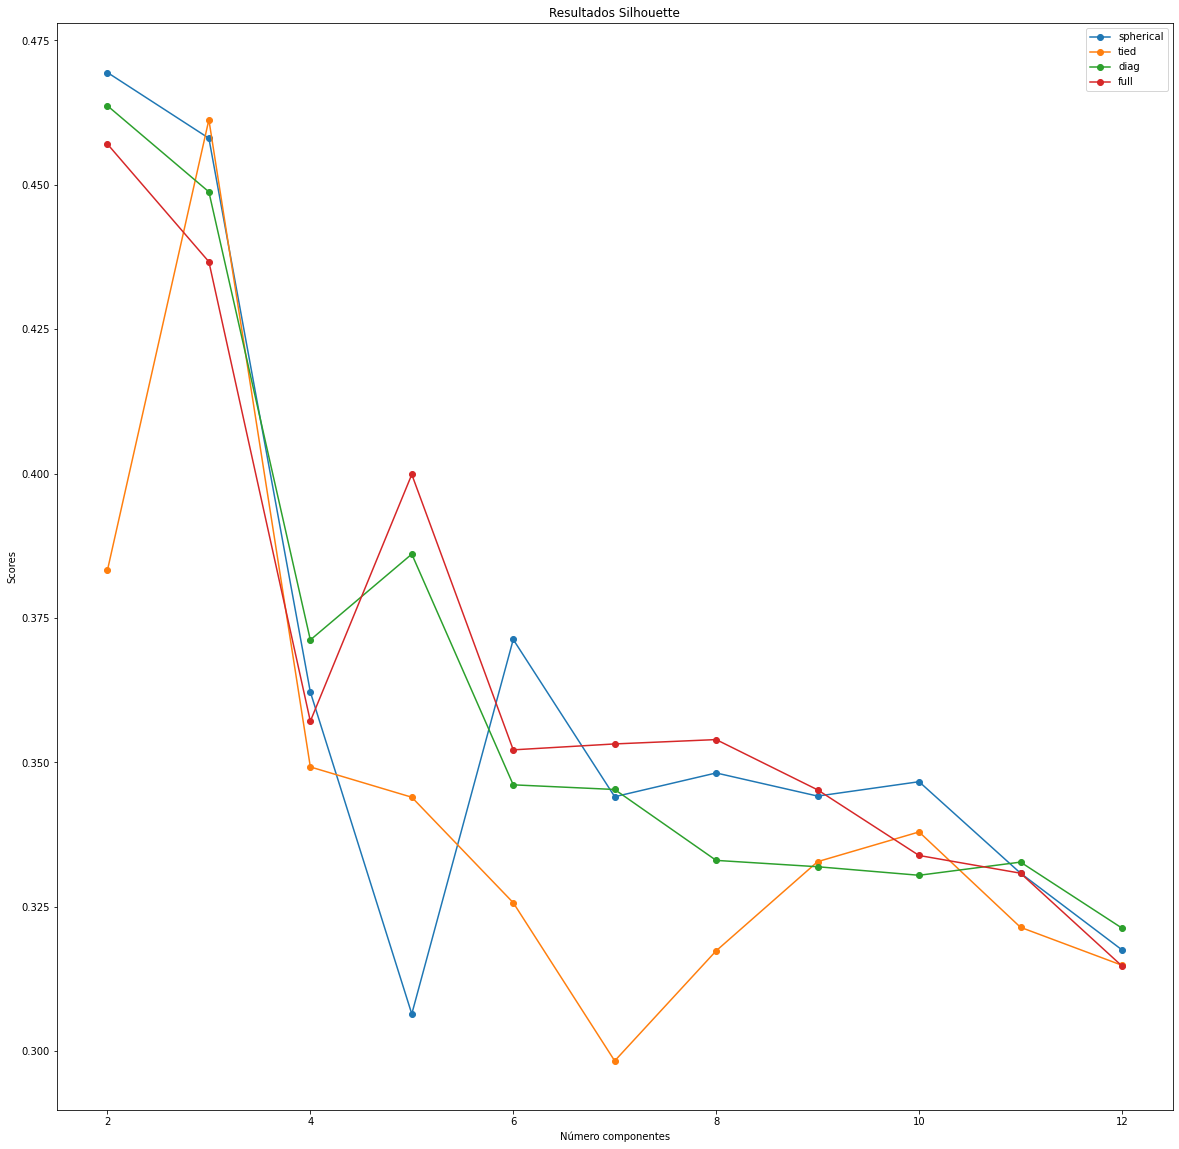 Resultados Silhouette
spherical
tied
diag
full
0.475
0.450
0.425
0.400
0.375
0.350
0.325
0.300
Scores
2 4 6 8 10 12
Número componentes